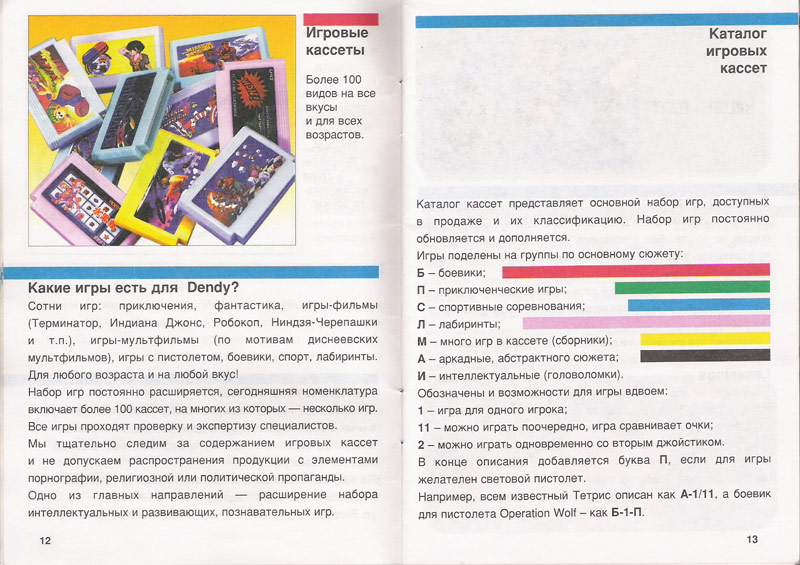 Игровые
кассеты
Более 100
видов на все
вкусы
и для всех
возрастов.
Какие игры есть для Dendy?
Сотни игр: приключения, фантастика, игры-фильмы
(Терминатор, Индиана Джонс, Робокоп, Ниндзя-Черепашки
и т.п.), игры-мультфильмы (по мотивам диснеевских
мультфильмов), игры с пистолетом, боевики, спорт, лабиринты.
Для любого возраста и на любой вкус!
Набор игр постоянно расширяется, сегодняшняя номенклатура
включает более 100 кассет, на многих из которых — несколько игр.
Все игры проходят проверку и экспертизу специалистов.
Мы тщательно следим за содержанием игровых кассет
и не допускаем распространения продукции с элементами
порнографии, религиозной или политической пропаганды.
Одно из главных направлений — расширение набора
интеллектуальных и развивающих, познавательных игр.
12
Каталог
игровых
кассет
Каталог кассет представляет основной набор игр, доступных
в продаже и их классификацию. Набор игр постоянно
обновляется и дополняется.
Игры поделены на группы по основному сюжету:
Б – боевики;
П – приключенческие игры;
С – спортивные соревнования;
Л – лабиринты;
М – много игр в кассете (сборники);
А – аркадные, абстрактного сюжета;
И – интеллектуальные (головоломки).
Обозначены и возможности для игры вдвоем:
1 – игра для одного игрока;
11 – можно играть поочередно, игра сравнивает очки;
2 – можно играть одновременно со вторым джойстиком.
В конце описания добавляется буква П, если для игры
желателен световой пистолет.
Например, всем известный Тетрис описан как А-1/11, а боевик
для пистолета Operation Wolf – как Б-1-П.
13